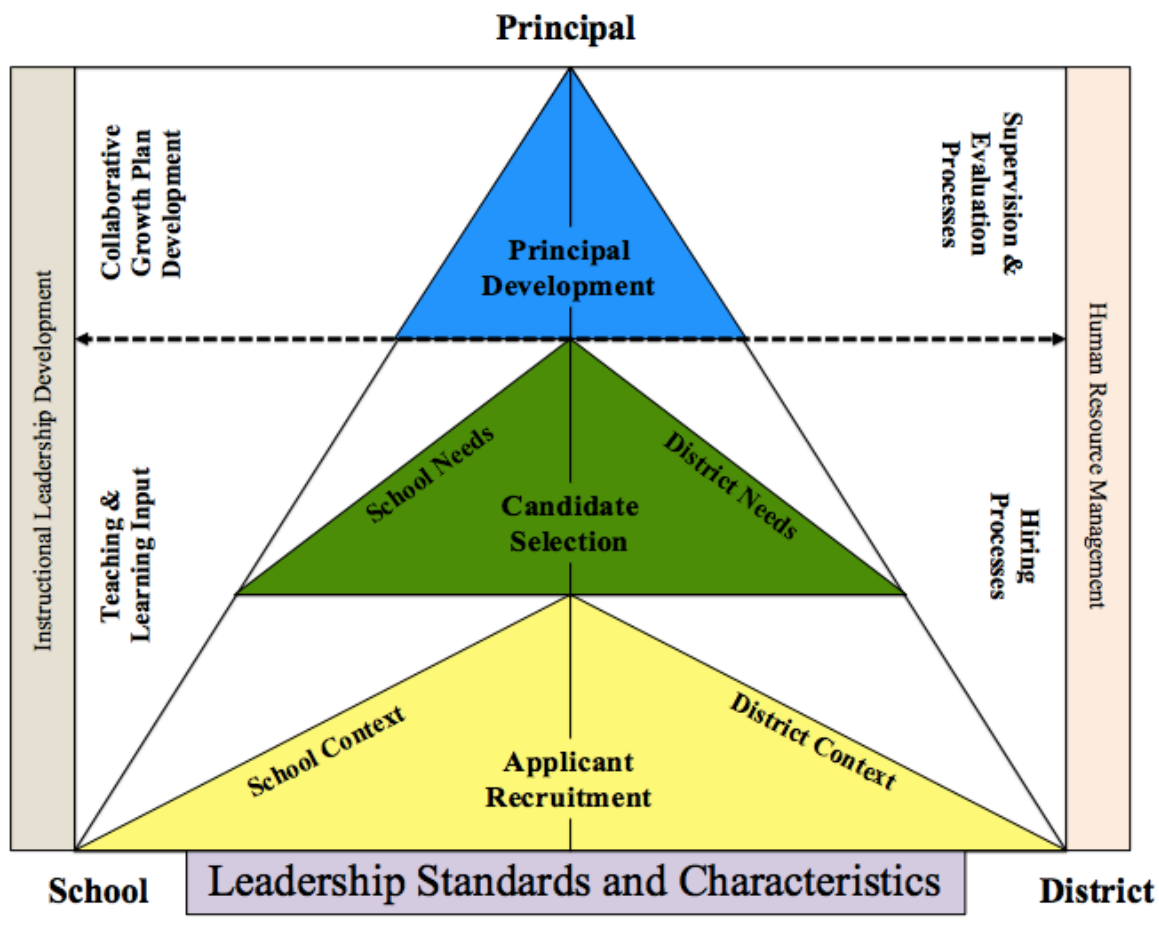 Principal
Collaborative
Growth Plan
Development
Supervision &
Evaluation
Processes
Principal
Development
Instructional Leadership Development
Human Resource Management
School Needs
District Needs
Candidate
Selection
Teaching &
Learning Input
Hiring
Processes
School Context
District Context
Applicant
Recruitment
School
Leadership Standards and Characteristics
District